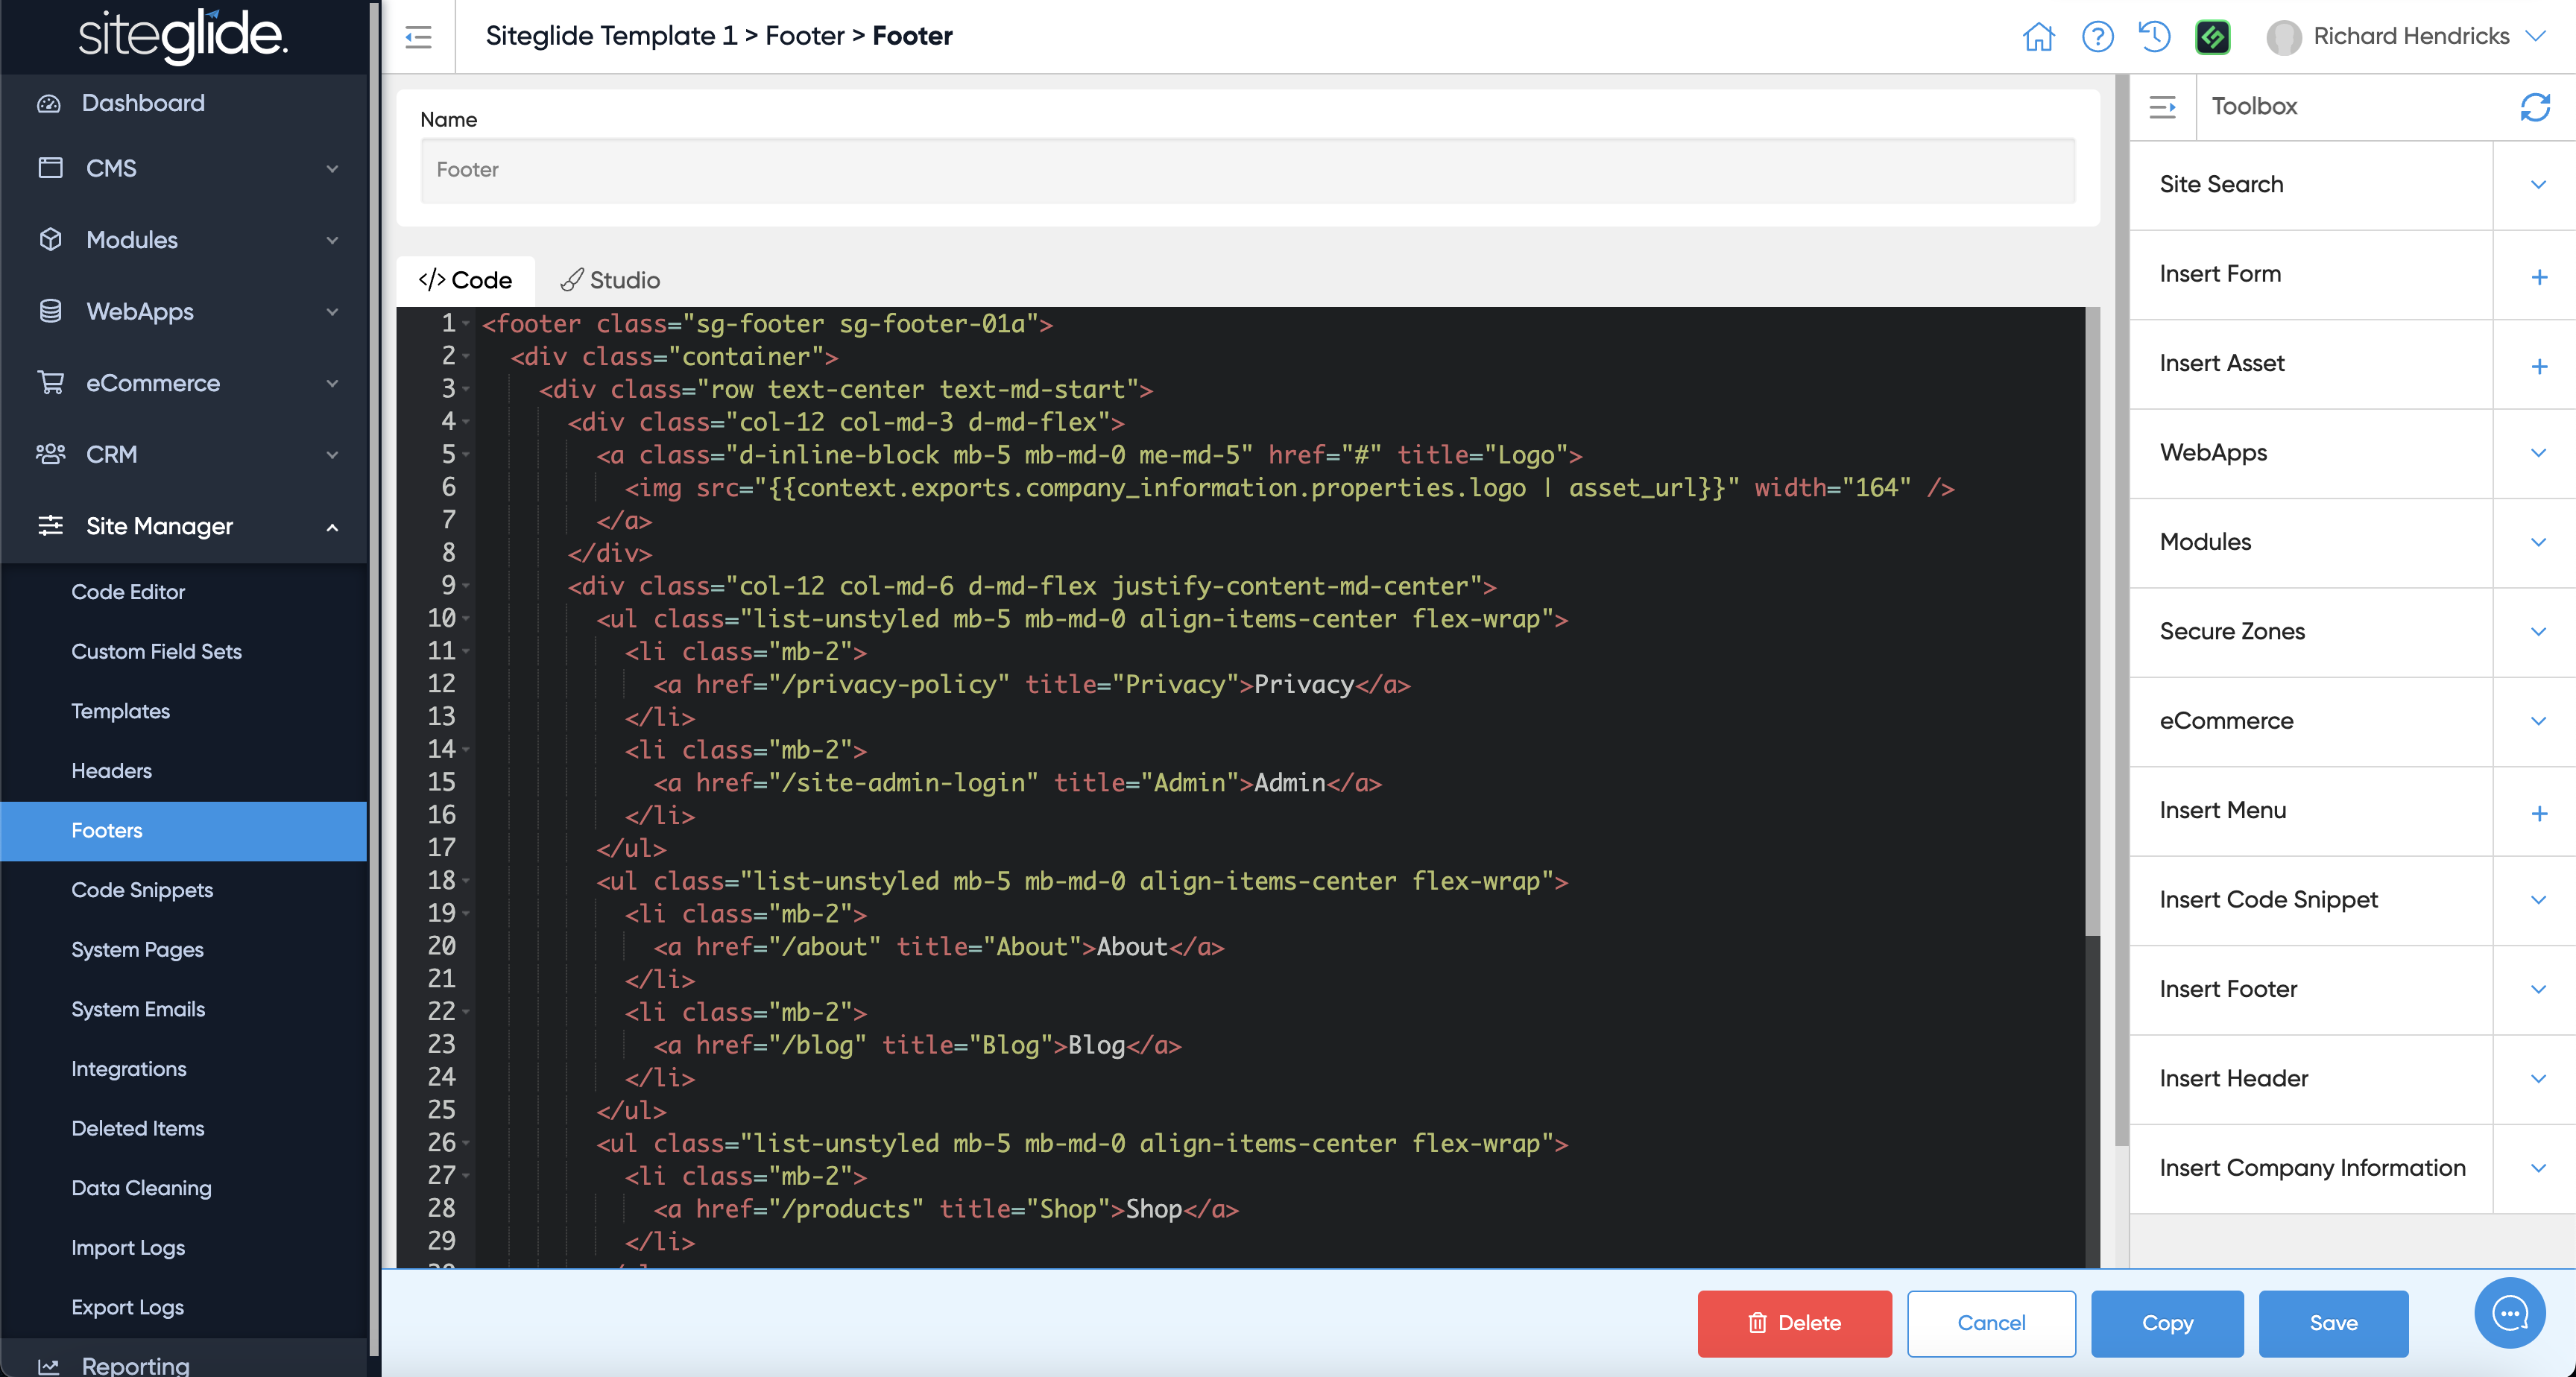 siteglide.
Dashboard
CMS
Modules
WebApps
eCommerce
CRM
Site Manager
Code Editor
Custom Field Sets
Templates
Headers
Footers
Code Snippets
System Pages
System Emails
Integrations
Deleted Items
Data Cleaning
Import Logs
Export Logs
Reporting
Siteglide Template 1 > Footer > Footer
Richard Hendricks
Name
Footer
</> Code
Studio
1 <footer class="sg-footer sg-footer-01a">
2 <div class="container">
3 <div class="row text-center text-md-start">
4 <div class="col-12 col-md-3 d-md-flex">
5 <a class="d-inline-block mb-5 mb-md-0 me-md-5" href="#" title="Logo">
6 <img src="{{context.exports.company_information.properties.logo | asset_url}}" width="164" />
7 </a>
8 </div>
9 <div class="col-12 col-md-6 d-md-flex justify-content-md-center">
10 <ul class="list-unstyled mb-5 mb-md-0 align-items-center flex-wrap">
11 <li class="mb-2">
12 <a href="/privacy-policy" title="Privacy">Privacy</a>
13 </li>
14 <li class="mb-2">
15 <a href="/site-admin-login" title="Admin">Admin</a>
16 </li>
17 </ul>
18 <ul class="list-unstyled mb-5 mb-md-0 align-items-center flex-wrap">
19 <li class="mb-2">
20 <a href="/about" title="About">About</a>
21 </li>
22 <li class="mb-2">
23 <a href="/blog" title="Blog">Blog</a>
24 </li>
25 </ul>
26 <ul class="list-unstyled mb-5 mb-md-0 align-items-center flex-wrap">
27 <li class="mb-2">
28 <a href="/products" title="Shop">Shop</a>
29 </li>
Toolbox
Site Search
Insert Form
Insert Asset
WebApps
Modules
Secure Zones
eCommerce
Insert Menu
Insert Code Snippet
Insert Footer
Insert Header
Insert Company Information
Delete
Cancel
Copy
Save